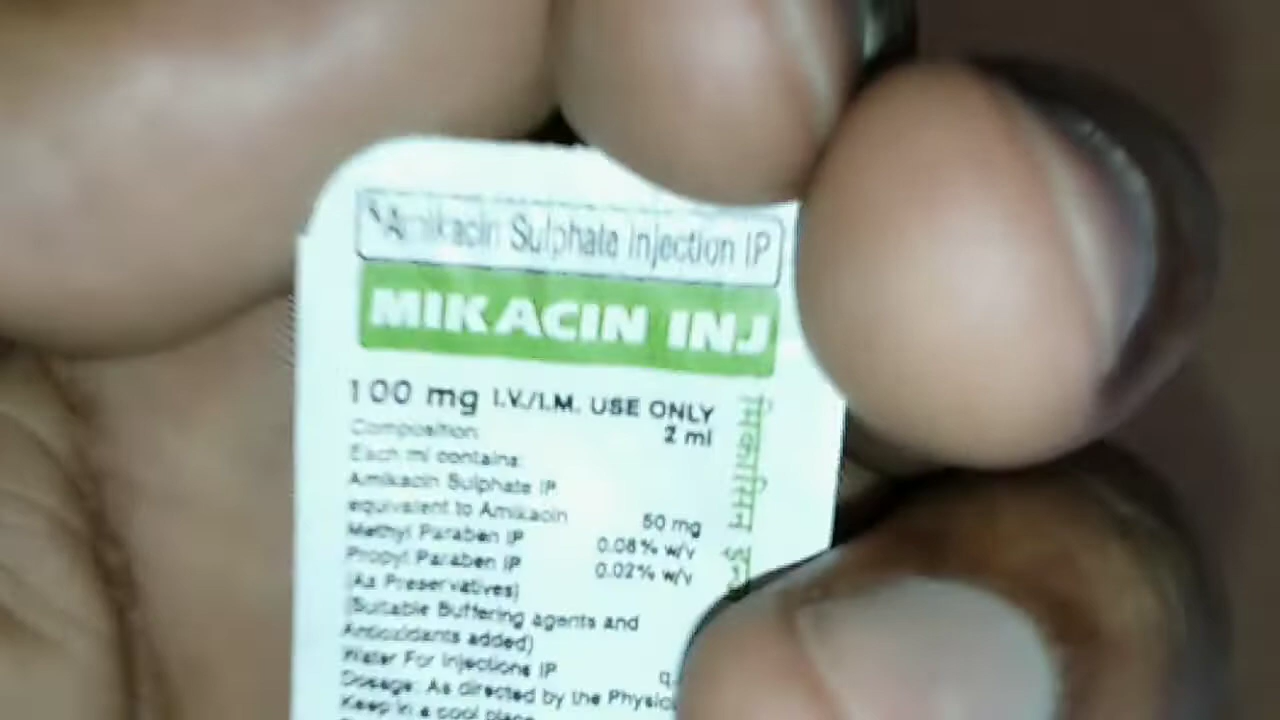 Amikacin Sulphate Injection IP
MIKACIN INJ
100 mg I.V./I.M. USE ONLY
2 ml
Composition:
Each ml contains:
Amikacin Sulphate IP
equivalent to Amikacin 50 mg
Methyl Paraben IP 0.08% w/v
Propyl Paraben IP 0.02% w/v
(As Preservatives)
(Suitable Buffering agents and
Antioxidants added)
Water For Injections IP
Dosage: As directed by the
Keep in a cool place